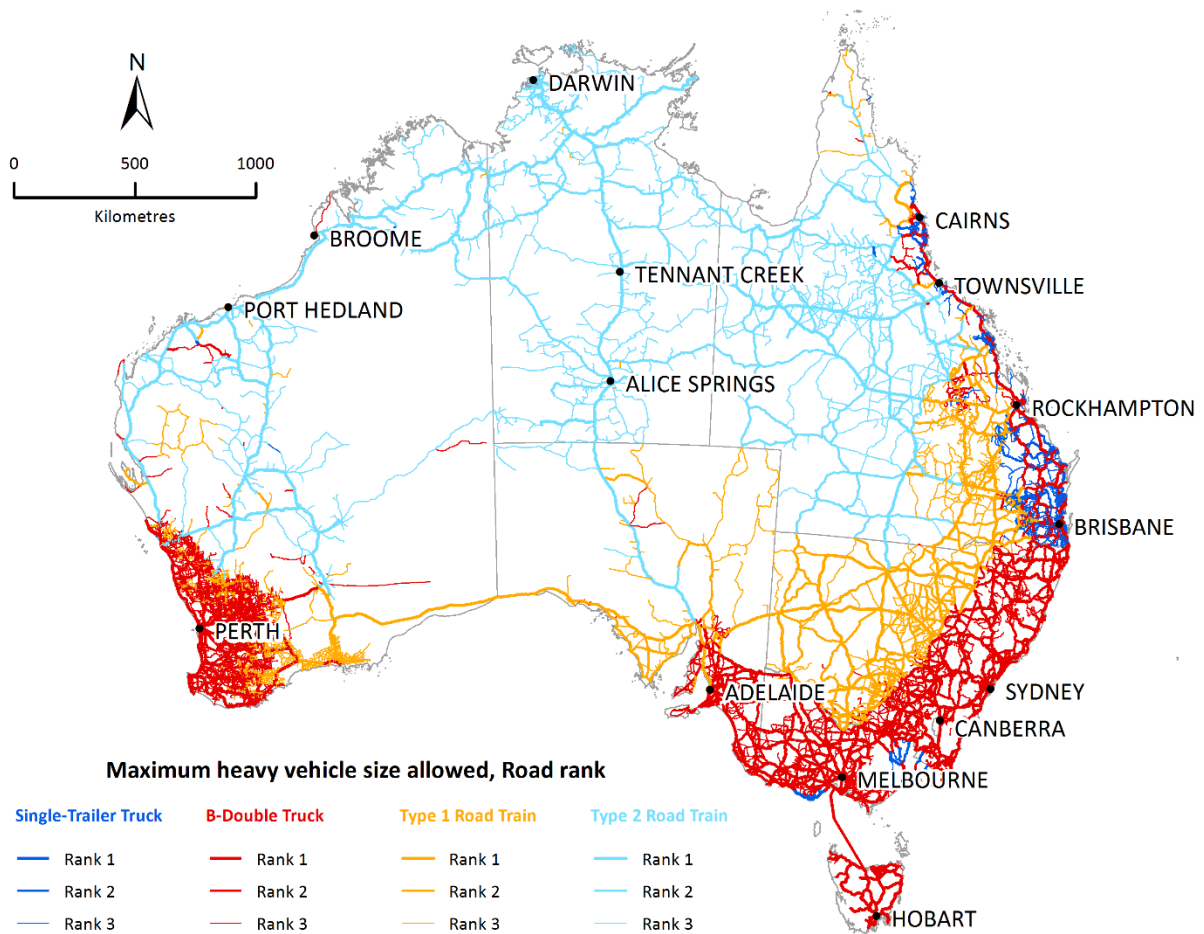 N
0 500 1000
Kilometres
DARWIN
CAIRNS
BROOME
TENNANT CREEK
TOWNSVILLE
PORT HEDLAND
ALICE SPRINGS
ROCKHAMPTON
BRISBANE
PERTH
ADELAIDE
SYDNEY
CANBERRA
MELBOURNE
HOBART
Maximum heavy vehicle size allowed, Road rank
Single-Trailer Truck B-Double Truck Type 1 Road Train Type 2 Road Train
Rank 1 Rank 1 Rank 1 Rank 1
Rank 2 Rank 2 Rank 2 Rank 2
Rank 3 Rank 3 Rank 3 Rank 3